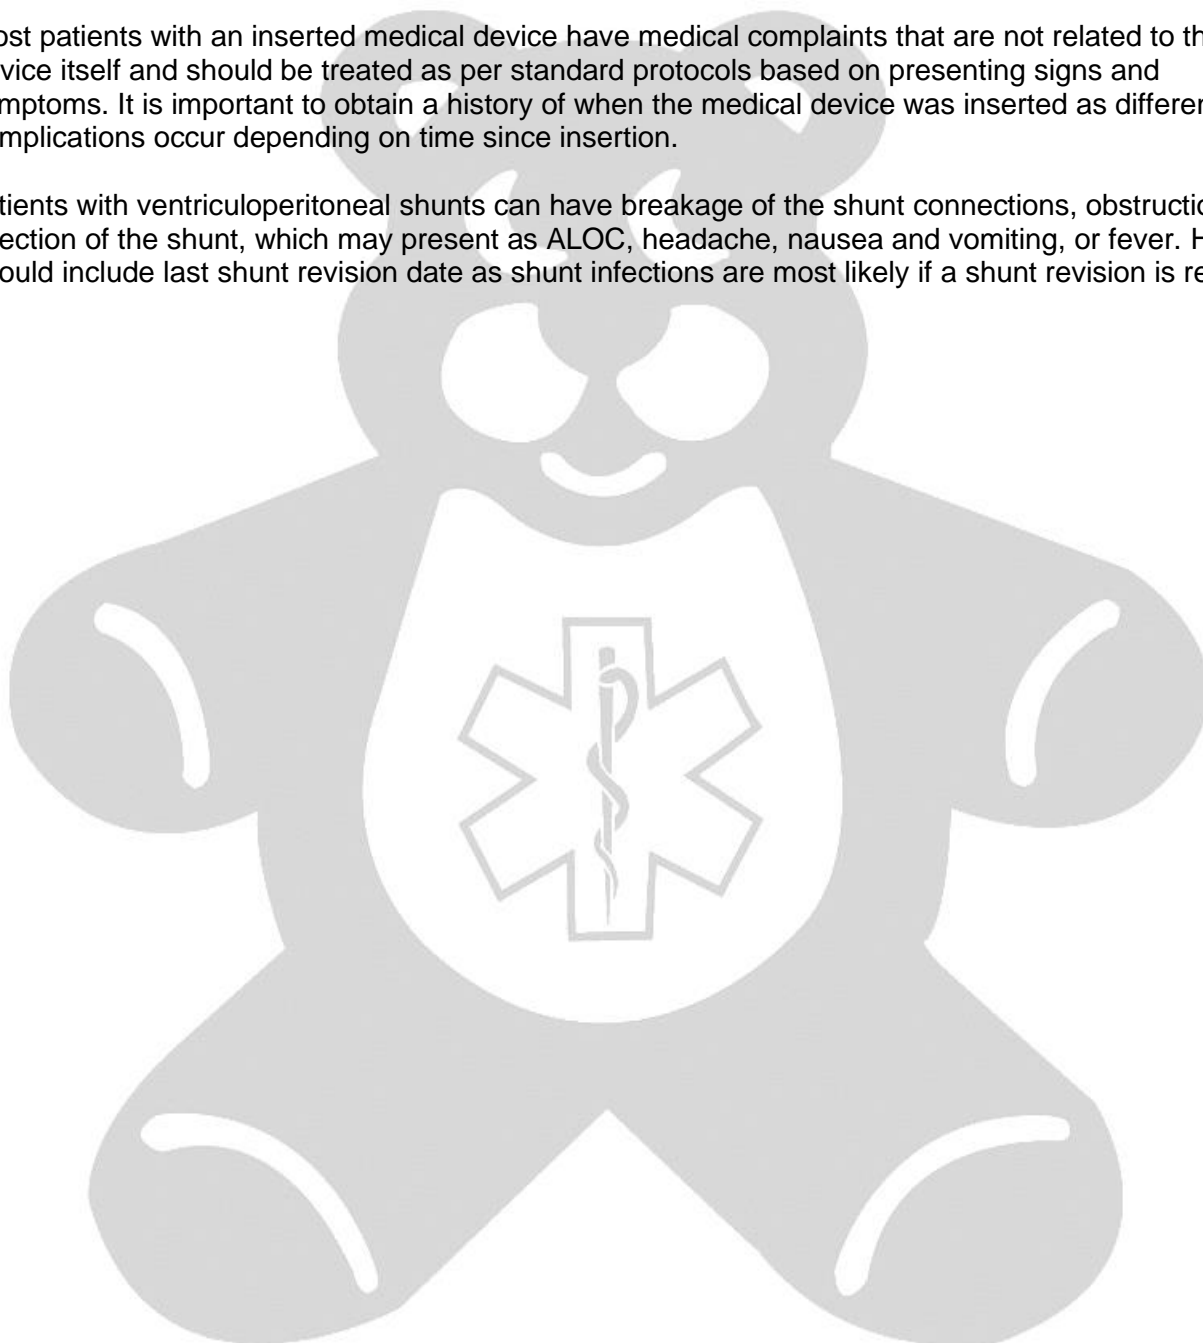 ost patients with an inserted medical device have medical complaints that are not related to th
vice itself and should be treated as per standard protocols based on presenting signs and
mptoms. It is important to obtain a history of when the medical device was inserted as differen
mplications occur depending on time since insertion.
tients with ventriculoperitoneal shunts can have breakage of the shunt connections, obstructio
ection of the shunt, which may present as ALOC, headache, nausea and vomiting, or fever. H
ould include last shunt revision date as shunt infections are most likely if a shunt revision is re